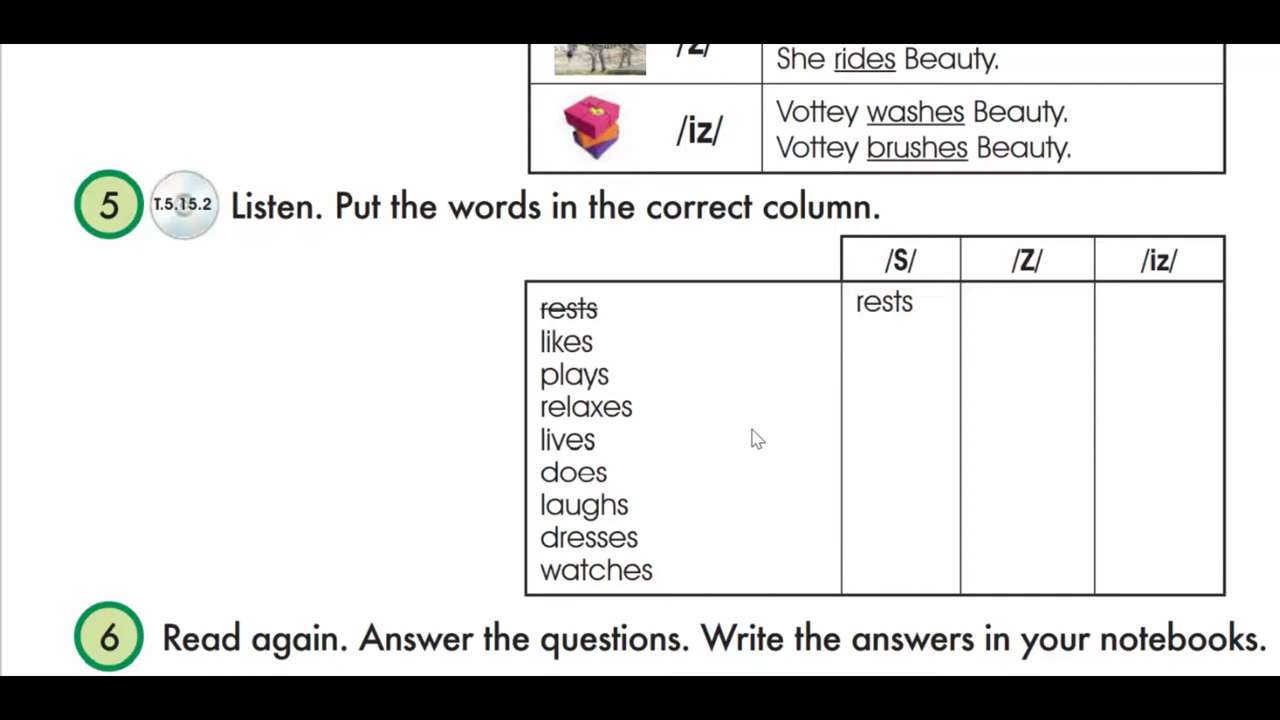 /z/
She rides Beauty.
/iz/
Vottey washes Beauty.
Vottey brushes Beauty.
5 T.5.15.2 Listen. Put the words in the correct column.
/S/ /Z/ /iz/
rests rests
likes
plays
relaxes
lives
does
laughs
dresses
watches
6 Read again. Answer the questions. Write the answers in your notebooks.